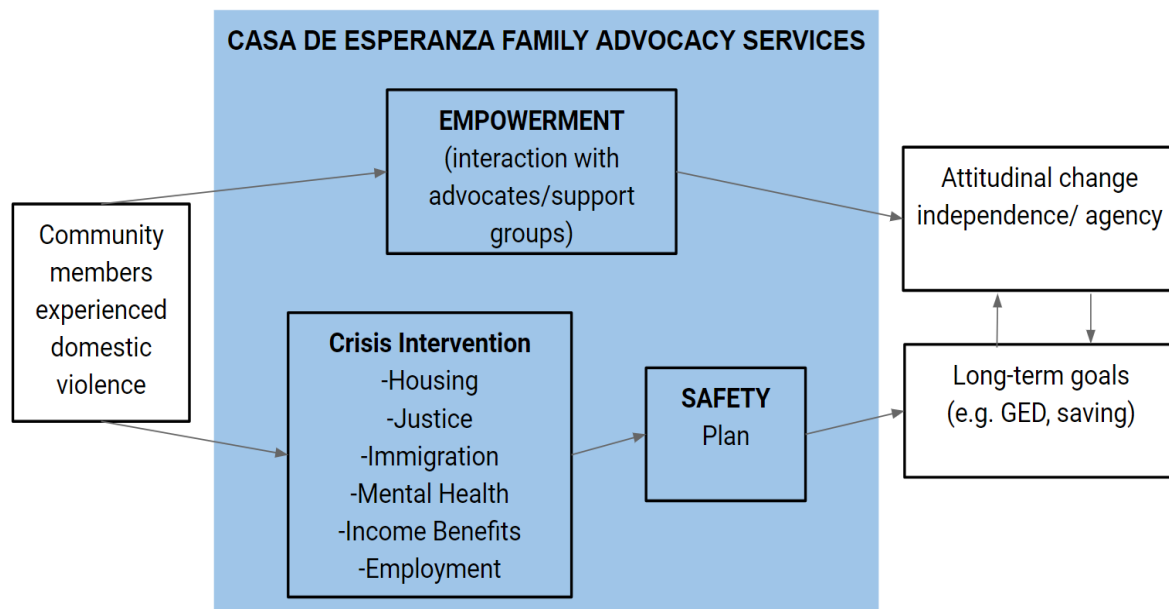 CASA DE ESPERANZA FAMILY ADVOCACY SERVICES
EMPOWERMENT
(interaction with
advocates/support
groups)
Attitudinal change
independence/ agency
Community
members
experienced
domestic
violence
Crisis Intervention
-Housing
-Justice
-Immigration
-Mental Health
-Income Benefits
-Employment
SAFETY
Plan
Long-term goals
(e.g. GED, saving)